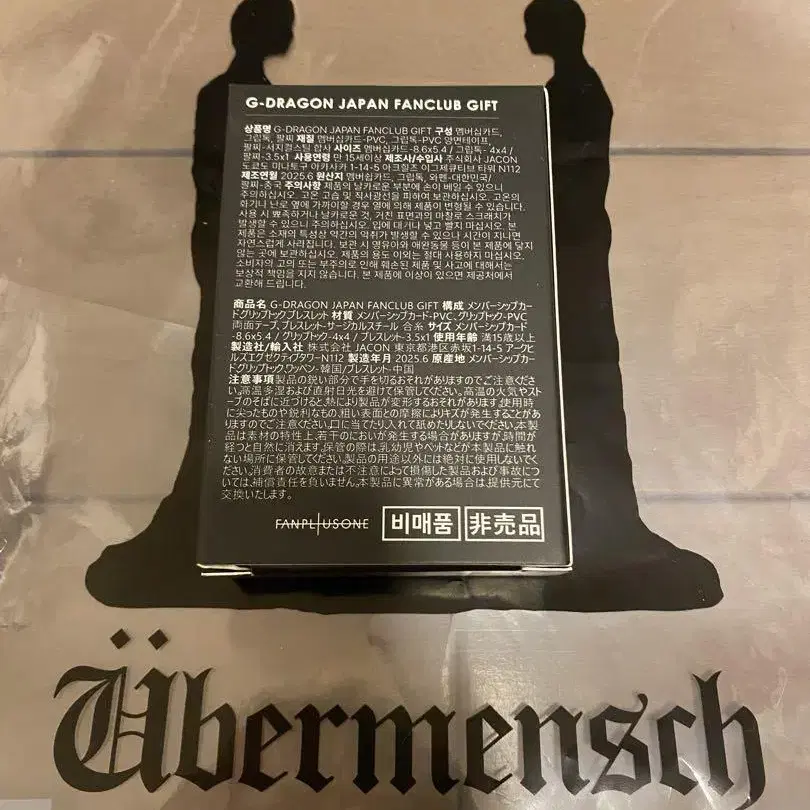 G-DRAGON JAPAN FANCLUB GIFT
상품명 G-DRAGON JAPAN FANCLUB GIFT 구성 멤버십카드,
그립톡, 팔찌 재질 멤버십카드-PVC, 그립톡-PVC 양면테이프,
팔찌-서지컬스틸 합사 사이즈 멤버십카드-8.6x5.4 / 그립톡- 4x4 /
팔찌-3.5x1 사용연령 만 15세이상 제조사/수입사 주식회사 JACON
도쿄도 미나토구 아카사카 1-14-5 아크힐즈 이그제큐티브 타워 N112
제조연월 2025.6 원산지 멤버쉽카드, 그립톡, 와펜-대한민국/
팔찌-중국 주의사항 제품의 날카로운 부분에 손이 베일 수 있으니
주의하십시오. 고온 고습 및 직사광선을 피하여 보관하십시오. 고온의
화기나 난로 옆에 가까이할 경우 열에 의해 제품이 변형될 수 있습니다.
사용 시 뾰족하거나 날카로운 것, 거친 표면과의 마찰로 스크래치가
발생할 수 있으니 주의하십시오. 입에 대거나 넣고 빨지 마십시오. 본
제품은 소재의 특성상 약간의 악취가 발생할 수 있으나 시간이 지나면
자연스럽게 사라집니다. 보관 시 영유아와 애완동물 등이 본 제품에 닿지
않는 곳에 보관하십시오. 제품의 용도 이외는 절대 사용하지 마십시오.
소비자의 고의 또는 부주의로 인해 훼손된 제품 및 사고에 대해서는
보상적 책임을 지지 않습니다. 본 제품에 이상이 있으면 제공처에서
교환해 드립니다.
商品名 G-DRAGON JAPAN FANCLUB GIFT 構成 メンバーシップカー
ド,グリップトック,ブレスレット 材質 メンバーシップカード-PVC、グリップトック-PVC
両面テープ、ブレスレット-サージカルスチール 合糸 サイズ メンバーシップカード
-8.6x5.4 / グリップトック-4x4 / ブレスレット-3.5x1 使用年齢 満15歳以上
製造社/輸入社 株式会社 JACON 東京都港区赤坂1-14-5 アークヒ
ルズエグゼクティブタワーN112 製造年月 2025.6 原産地 メンバーシップカー
ド,グリップトック,ワッペン-韓国/ブレスレット-中国
注意事項 製品の鋭い部分で手を切るおそれがありますのでご注意くださ
い。高温多湿および直射日光を避けて保管してください。高温の火気やスト
ーブのそばに近づけると、熱により製品が変形するおそれがあります。使用時
に尖ったものや鋭利なもの、粗い表面との摩擦によりキズが発生することがあ
りますのでご注意ください。口に当てたり入れて舐めたりしないでください。本製
品は素材の特性上、若干のにおいが発生する場合がありますが、時間が
経つと自然に消えます。保管の際は、乳幼児やペットなどが本製品に触れ
ない場所に保管してください。製品の用途以外には絶対に使用しないでく
ださい。消費者の故意または不注意によって損傷した製品および事故につ
いては、補償責任を負いません。本製品に異常がある場合は、提供元にて
交換いたします。
FANPLUSONE 비매품 非売品
Übermensch